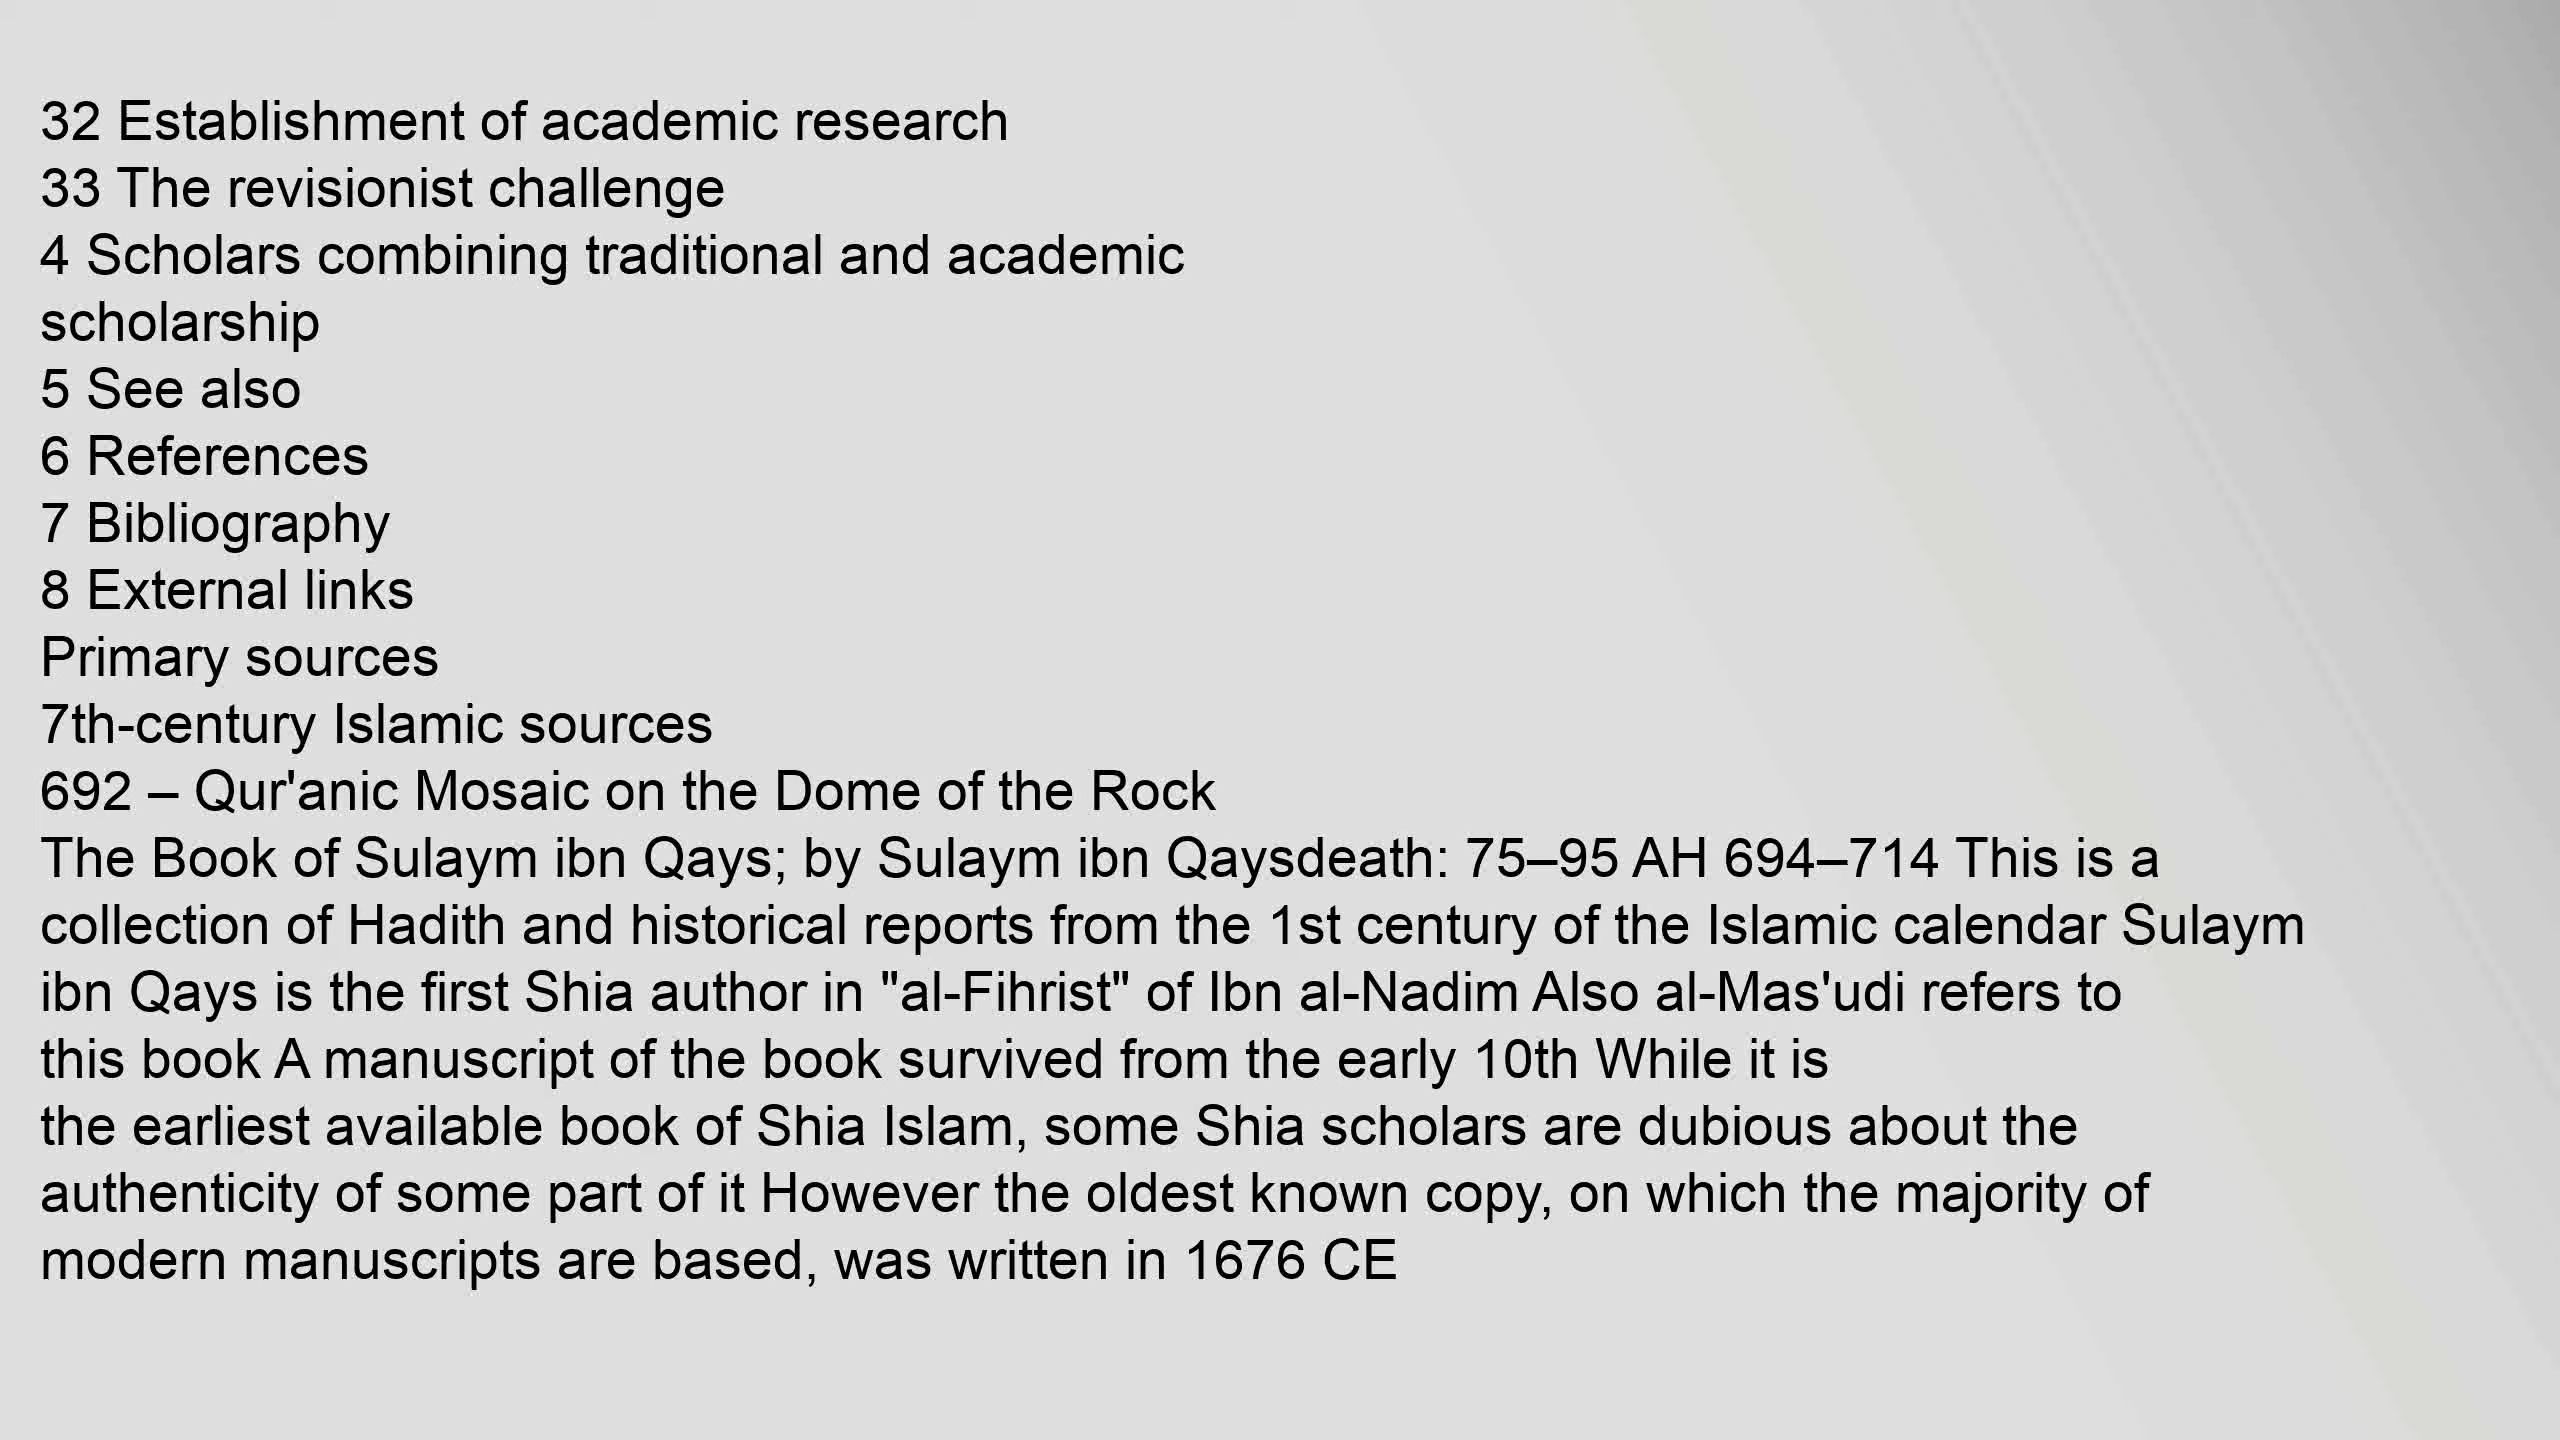 32 Establishment of academic research
33 The revisionist challenge
4 Scholars combining traditional and academic
scholarship
5 See also
6 References
7 Bibliography
8 External links
Primary sources
7th-century Islamic sources
692 – Qur'anic Mosaic on the Dome of the Rock
The Book of Sulaym ibn Qays; by Sulaym ibn Qaysdeath: 75–95 AH 694–714 This is a
collection of Hadith and historical reports from the 1st century of the Islamic calendar Sulaym
ibn Qays is the first Shia author in "al-Fihrist" of Ibn al-Nadim Also al-Mas'udi refers to
this book A manuscript of the book survived from the early 10th While it is
the earliest available book of Shia Islam, some Shia scholars are dubious about the
authenticity of some part of it However the oldest known copy, on which the majority of
modern manuscripts are based, was written in 1676 CE